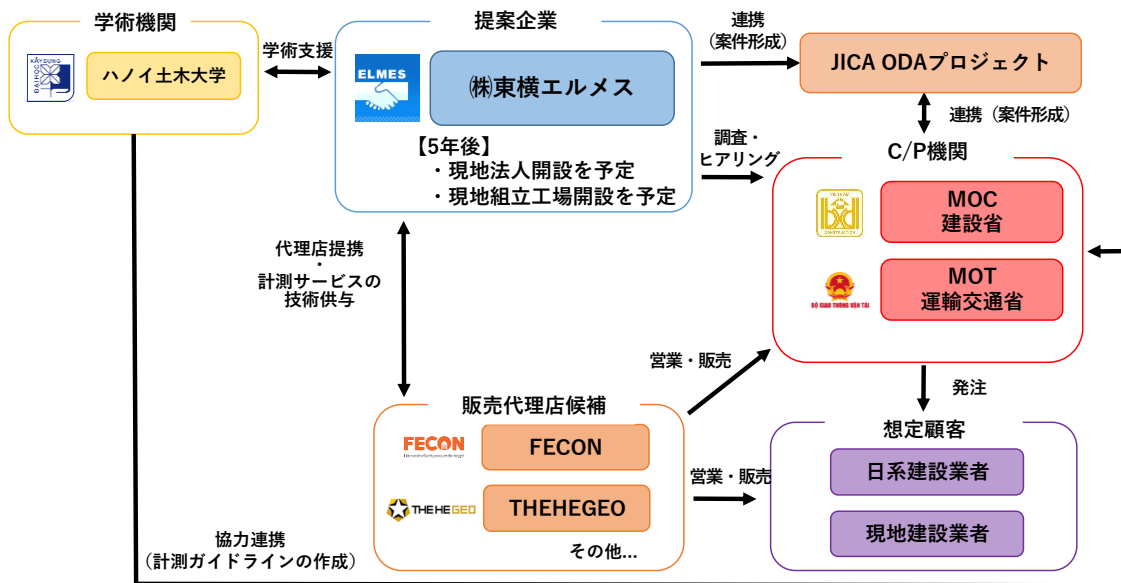 学術機関
ハノイ土木大学
学術支援
提案企業
ELMES
㈱東横エルメス
【5年後】
・現地法人開設を予定
・現地組立工場開設を予定
連携
(案件形成)
JICA ODAプロジェクト
連携（案件形成）
調査・
ヒアリング
C/P機関
MOC
建設省
MOT
運輸交通省
BỘ GIAO THÔNG VẬN TẢI
代理店提携
・
計測サービスの
技術供与
営業・販売
発注
販売代理店候補
FECON
FECON
THEHEGEO
THEHEGEO
その他…
営業・販売
想定顧客
日系建設業者
現地建設業者
協力連携
（計測ガイドラインの作成）